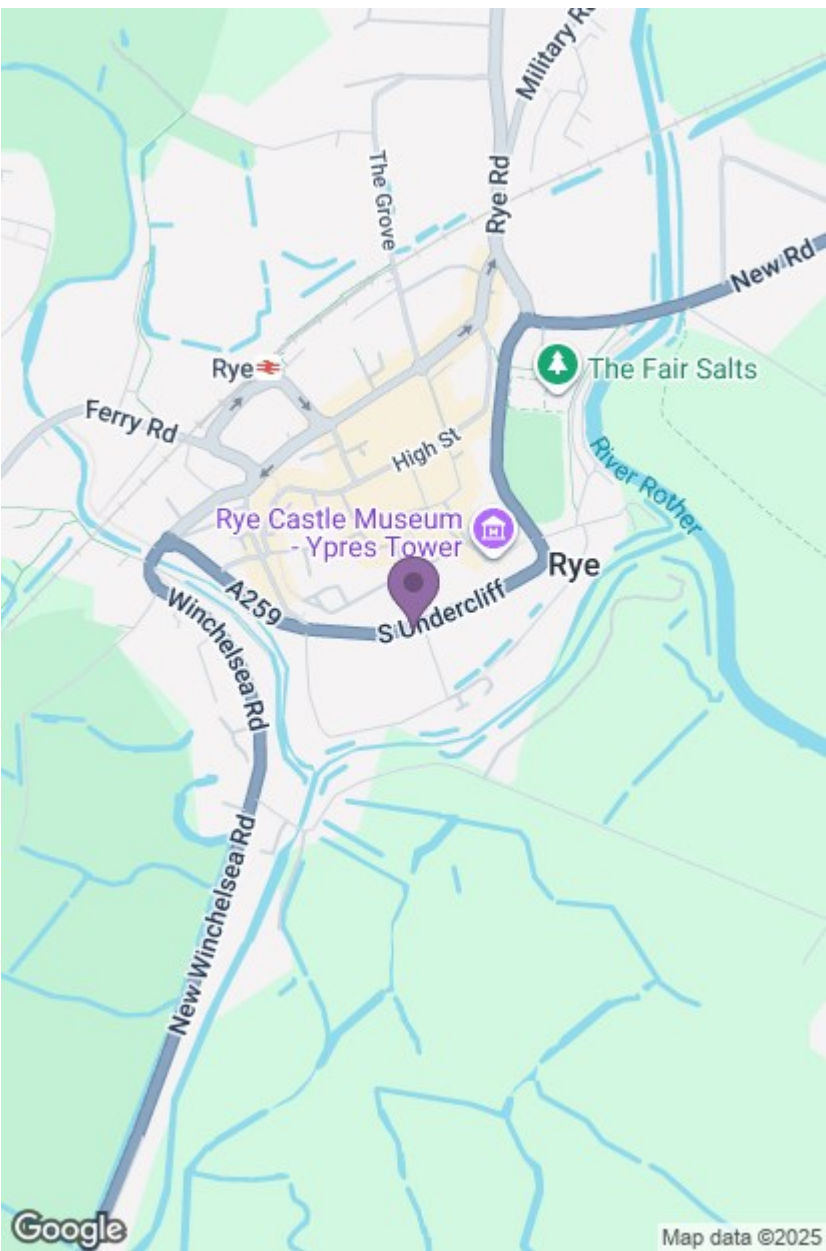 Military Rd
The Grove
Rye Rd
New Rd
Rye
The Fair Salts
Ferry Rd
High St
River Rother
Rye Castle Museum
- Ypres Tower
Rye
A259
S Undercliff
Winchelsea Rd
New Winchelsea Rd
Google
Map data ©2025